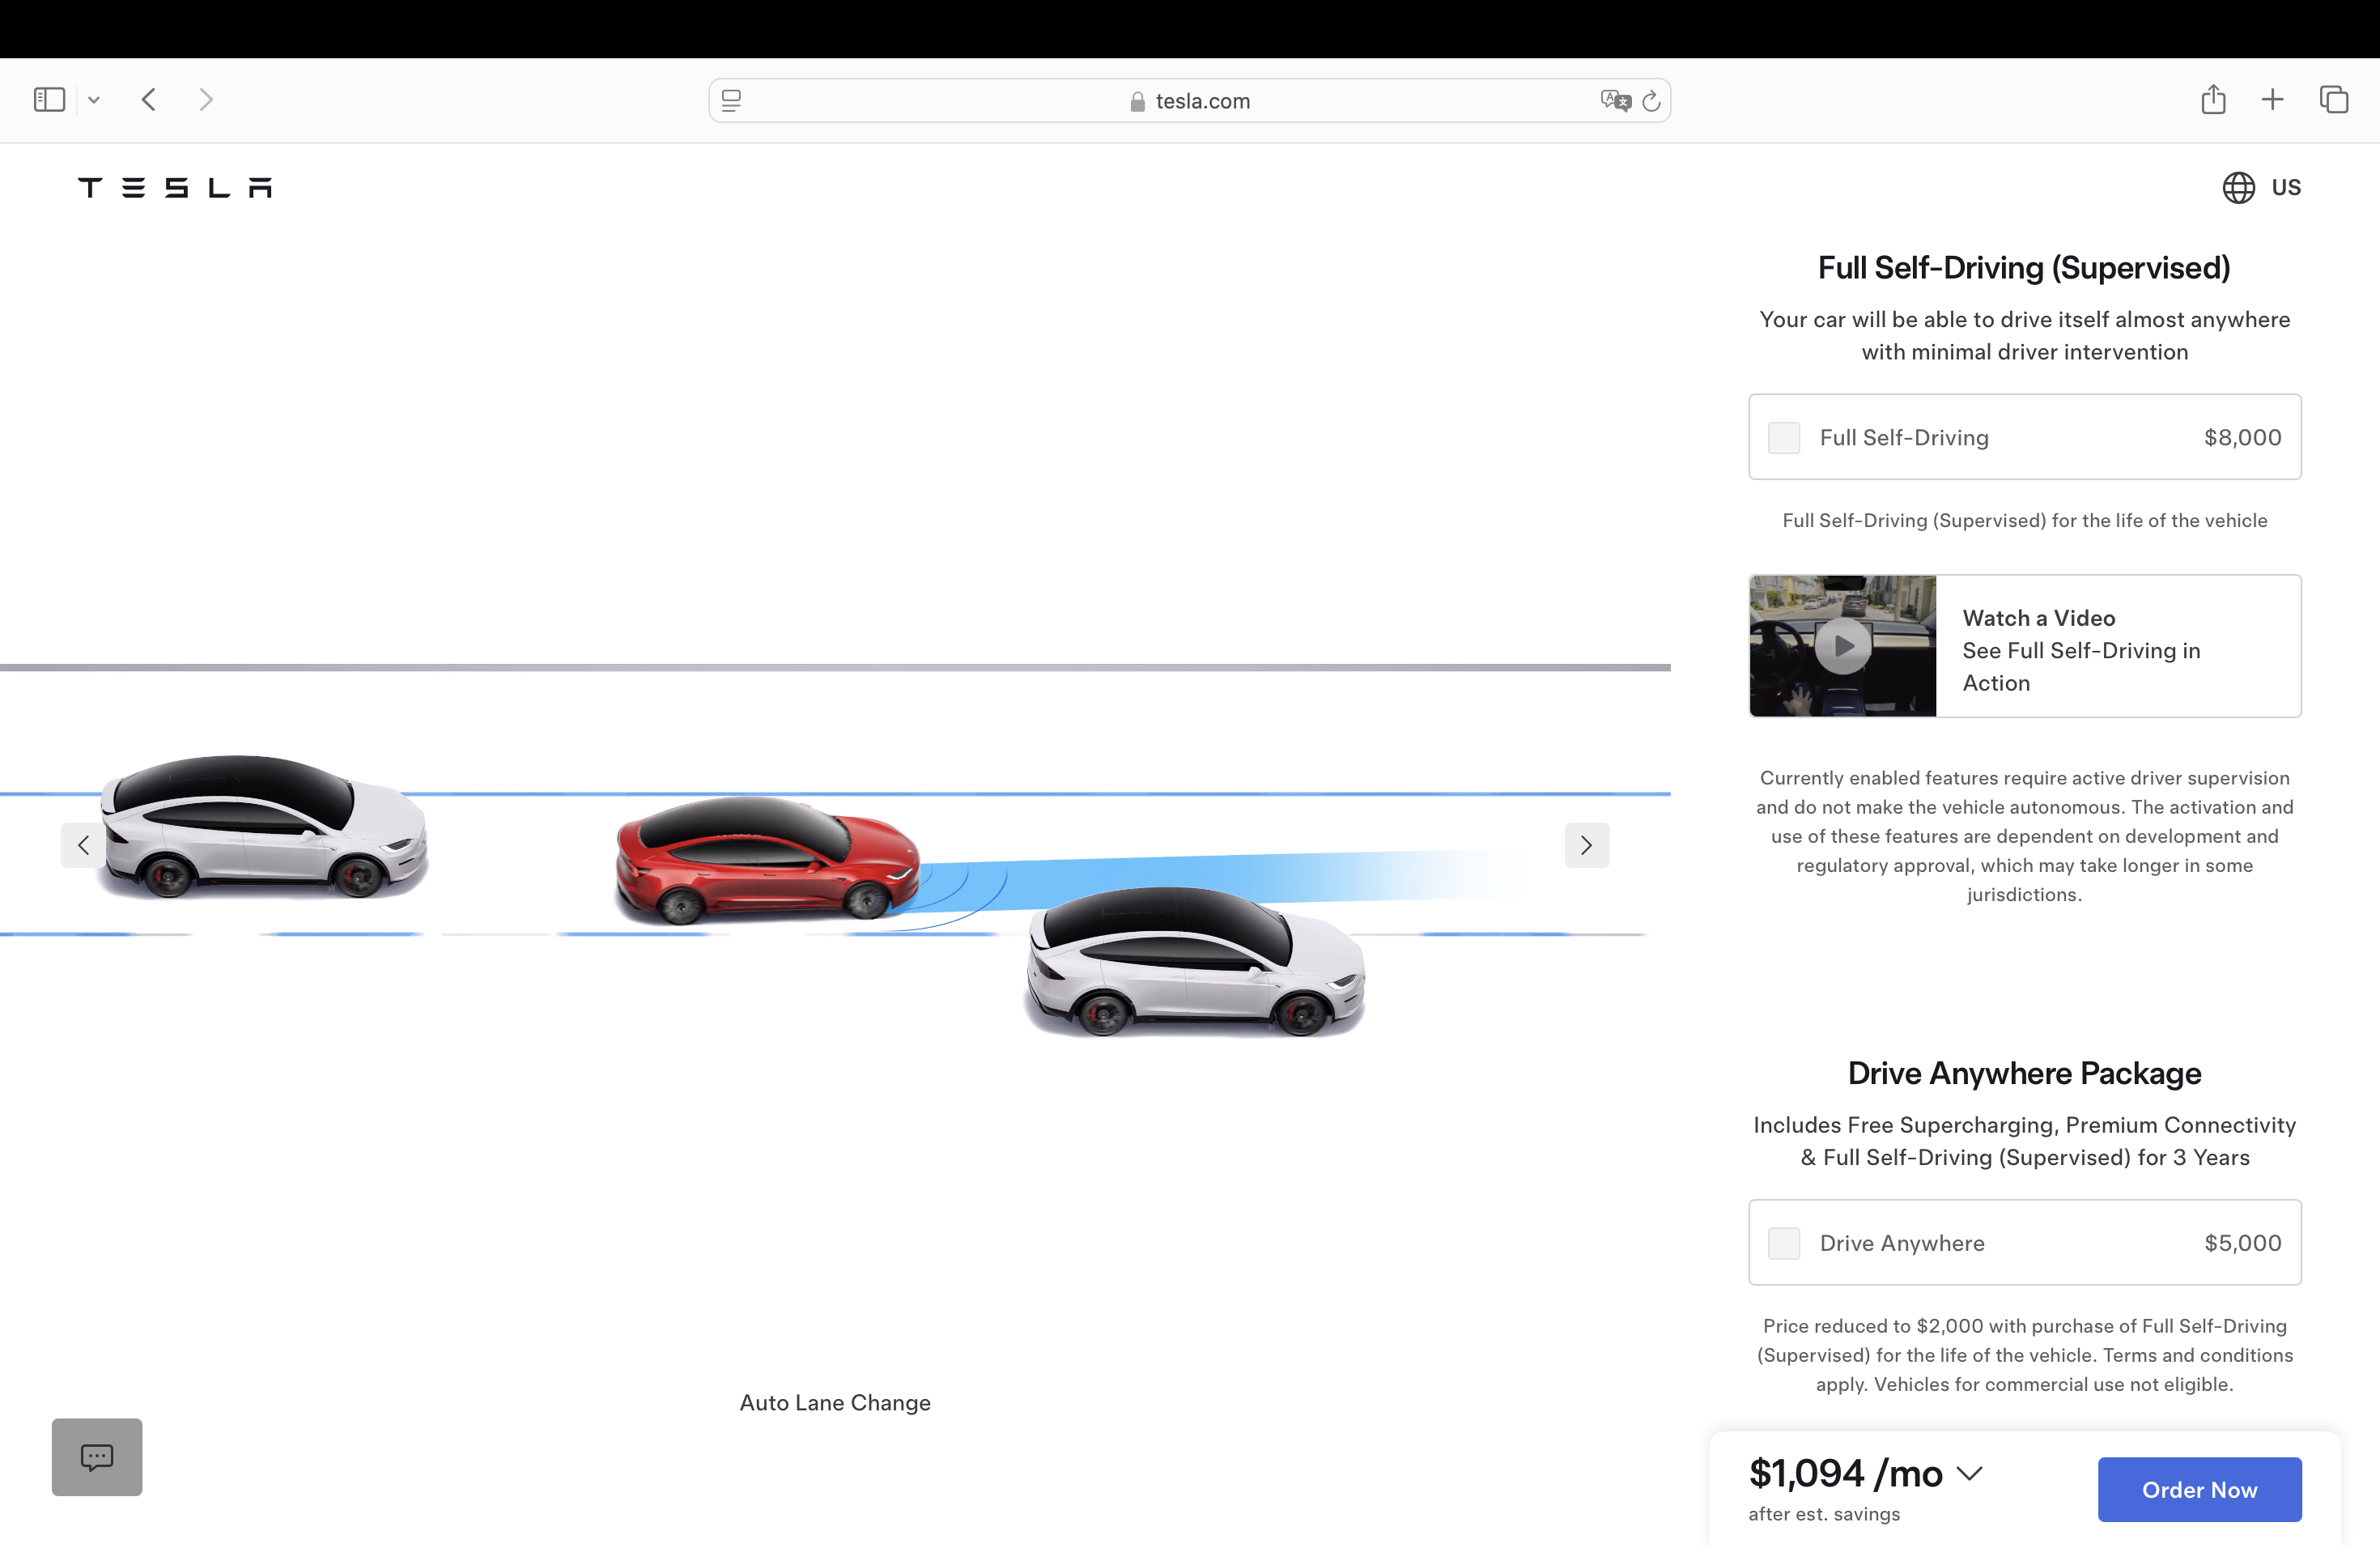 tesla.com
TESLA
US
Full Self-Driving (Supervised)
Your car will be able to drive itself almost anywhere
with minimal driver intervention
Full Self-Driving $8,000
Full Self-Driving (Supervised) for the life of the vehicle
Watch a Video
See Full Self-Driving in
Action
Currently enabled features require active driver supervision
and do not make the vehicle autonomous. The activation and
use of these features are dependent on development and
regulatory approval, which may take longer in some
jurisdictions.
Drive Anywhere Package
Includes Free Supercharging, Premium Connectivity
& Full Self-Driving (Supervised) for 3 Years
Drive Anywhere $5,000
Price reduced to $2,000 with purchase of Full Self-Driving
(Supervised) for the life of the vehicle. Terms and conditions
apply. Vehicles for commercial use not eligible.
Auto Lane Change
$1,094 /mo
after est. savings
Order Now